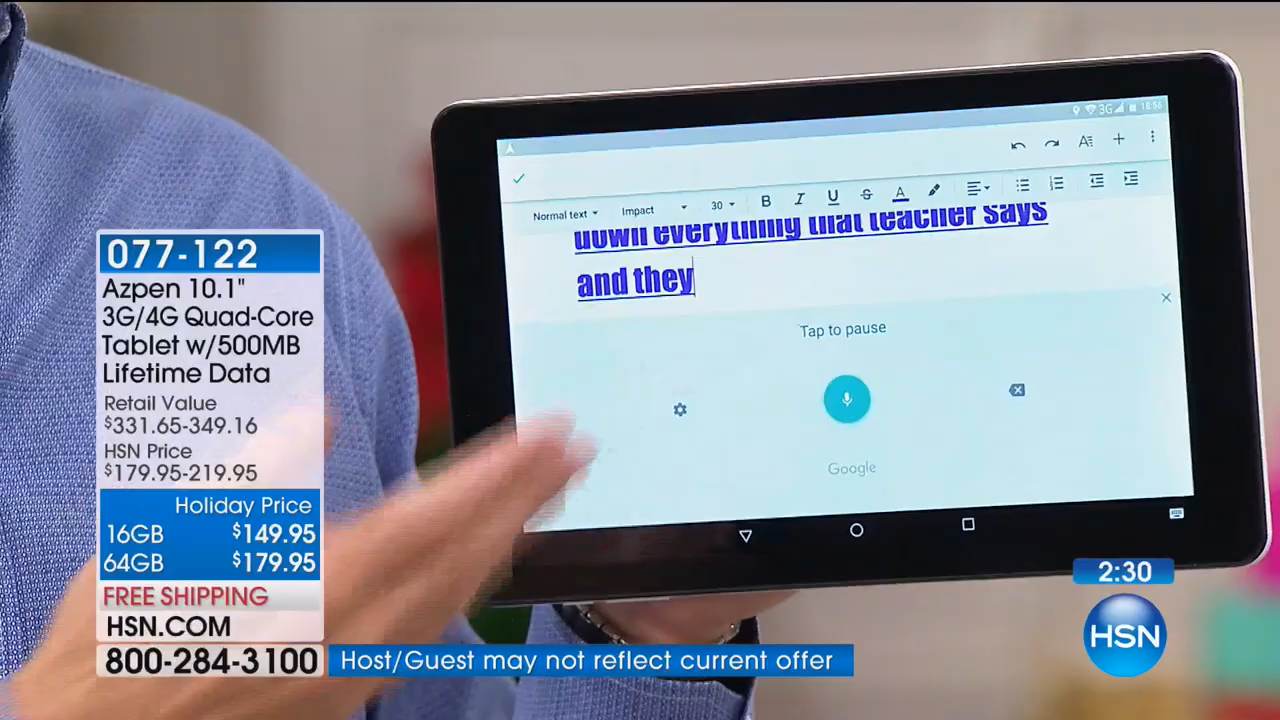 077-122
Azpen 10.1"
3G/4G Quad-Core
Tablet w/500MB
Lifetime Data
Retail Value
$331.65-349.16
HSN Price
$179.95-219.95
Holiday Price
16GB $149.95
64GB $179.95
FREE SHIPPING
HSN.COM
800-284-3100
Host/Guest may not reflect current offer
3G 18:56
Normal text Impact 30 B I U S A
down everything that teacher says
and they
Tap to pause
Google
2:30
HSN